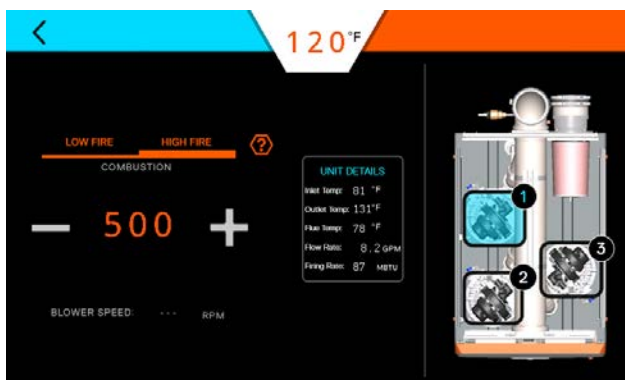 120°F
LOW FIRE HIGH FIRE ?
COMBUSTION
— 500 +
BLOWER SPEED: --- RPM
UNIT DETAILS
Inlet Temp: 81 °F
Outlet Temp: 131°F
Flue Temp: 78 °F
Flow Rate: 8.2 GPM
Firing Rate: 87 MBTU
1
2
3